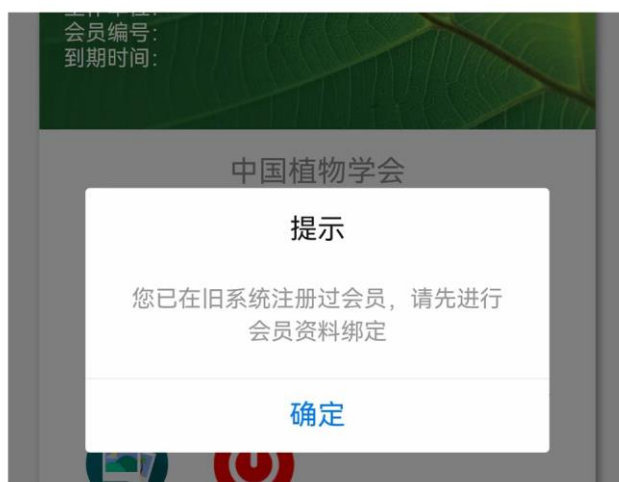 会员编号：
到期时间：
中国植物学会
提示
您已在旧系统注册过会员，请先进行
会员资料绑定
确定